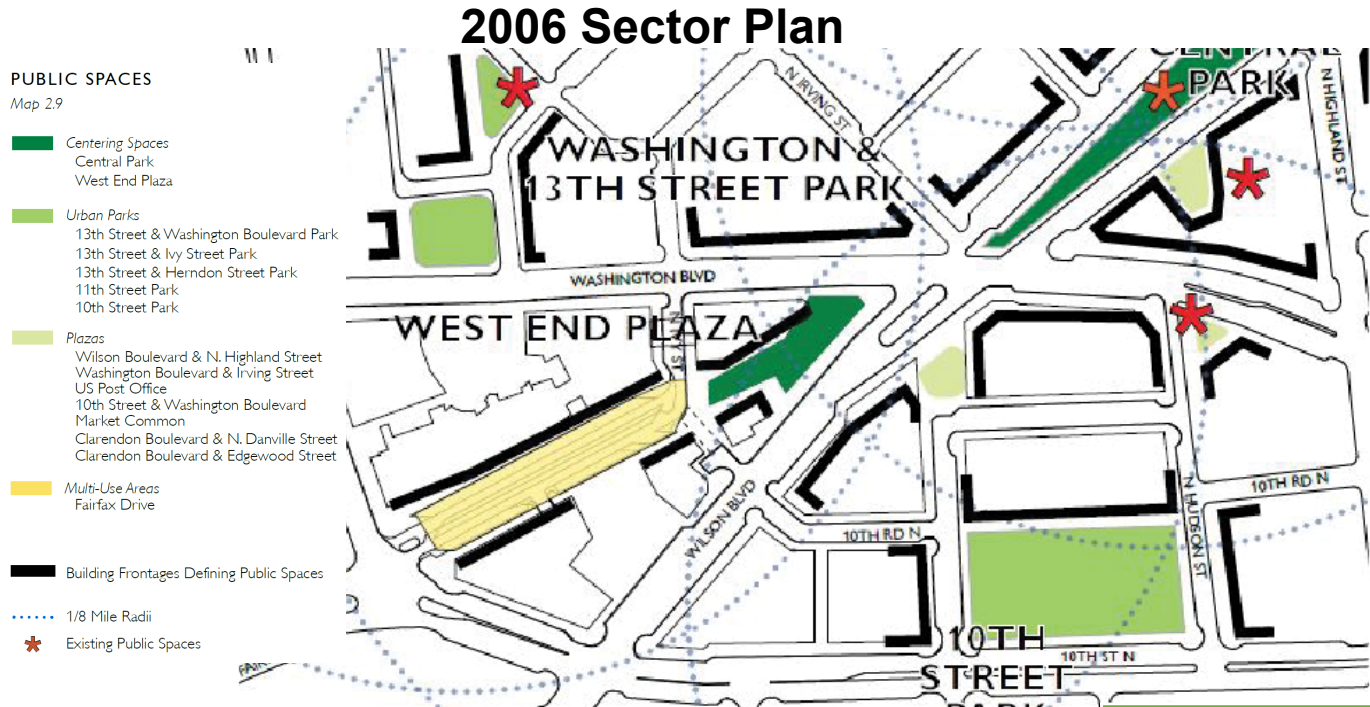 2006 Sector Plan
PUBLIC SPACES
Map 2.9
Centering Spaces
Central Park
West End Plaza
Urban Parks
13th Street & Washington Boulevard Park
13th Street & Ivy Street Park
13th Street & Herndon Street Park
11th Street Park
10th Street Park
Plazas
Wilson Boulevard & N. Highland Street
Washington Boulevard & Irving Street
US Post Office
10th Street & Washington Boulevard
Market Common
Clarendon Boulevard & N. Danville Street
Clarendon Boulevard & Edgewood Street
Multi-Use Areas
Fairfax Drive
Building Frontages Defining Public Spaces
1/8 Mile Radii
Existing Public Spaces
CENTRAL
PARK
N HIGHLAND ST
N IRVING ST
WASHINGTON &
13TH STREET PARK
WASHINGTON BLVD
WEST END PLAZA
WILSON BLVD
10TH RD N
10TH RD N
N HUDSON ST
10TH ST N
10TH
STREET
PARK